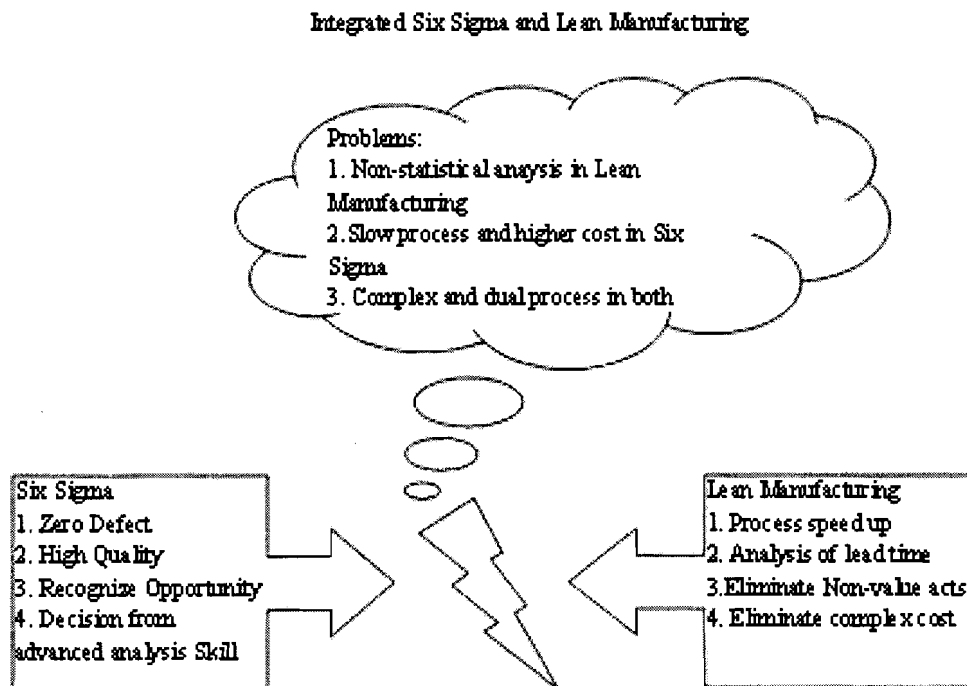 Integrated Six Sigma and Lean Manufacturing
Problems:
1. Non-statistical anaysis in Lean
Manufacturing
2. Slow process and higher cost in Six
Sigma
3. Complex and dual process in both
Six Sigma
1. Zero Defect
2. High Quality
3. Recognize Opportunity
4. Decision from
advanced analysis Skill
Lean Manufacturing
1. Process speed up
2. Analysis of lead time
3.Eliminate Non-value acts
4. Eliminate complex cost